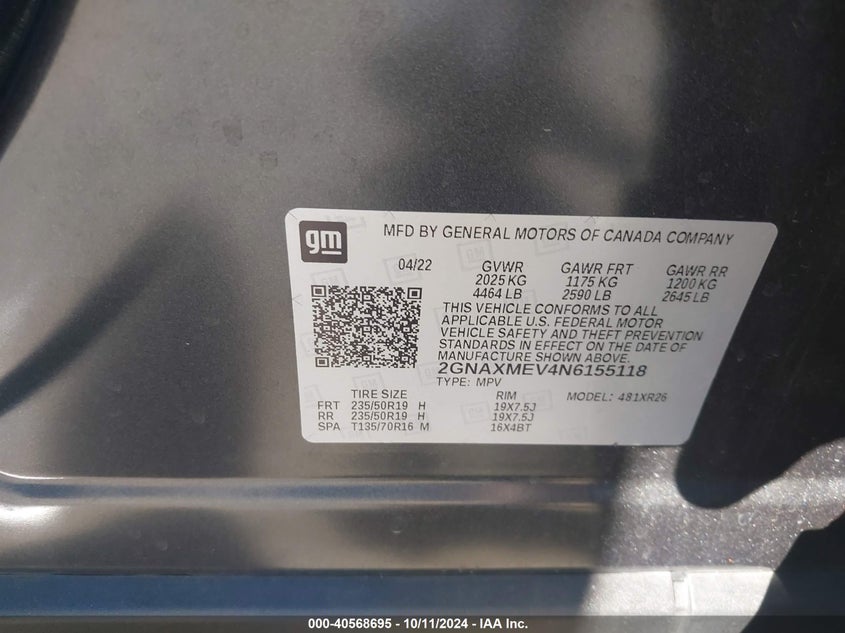 gm
MFD BY GENERAL MOTORS OF CANADA COMPANY
04/22 GVWR GAWR FRT GAWR RR
2025 KG 1175 KG 1200 KG
4464 LB 2590 LB 2645 LB
THIS VEHICLE CONFORMS TO ALL
APPLICABLE U.S. FEDERAL MOTOR
VEHICLE SAFETY AND THEFT PREVENTION
STANDARDS IN EFFECT ON THE DATE OF
MANUFACTURE SHOWN ABOVE.
2GNAXMEV4N6155118
TYPE: MPV
TIRE SIZE RIM MODEL: 481XR26
FRT 235/50R19 H 19X7.5J
RR 235/50R19 H 19X7.5J
SPA T135/70R16 M 16X4BT
000-40568695 - 10/11/2024 - IAA Inc.